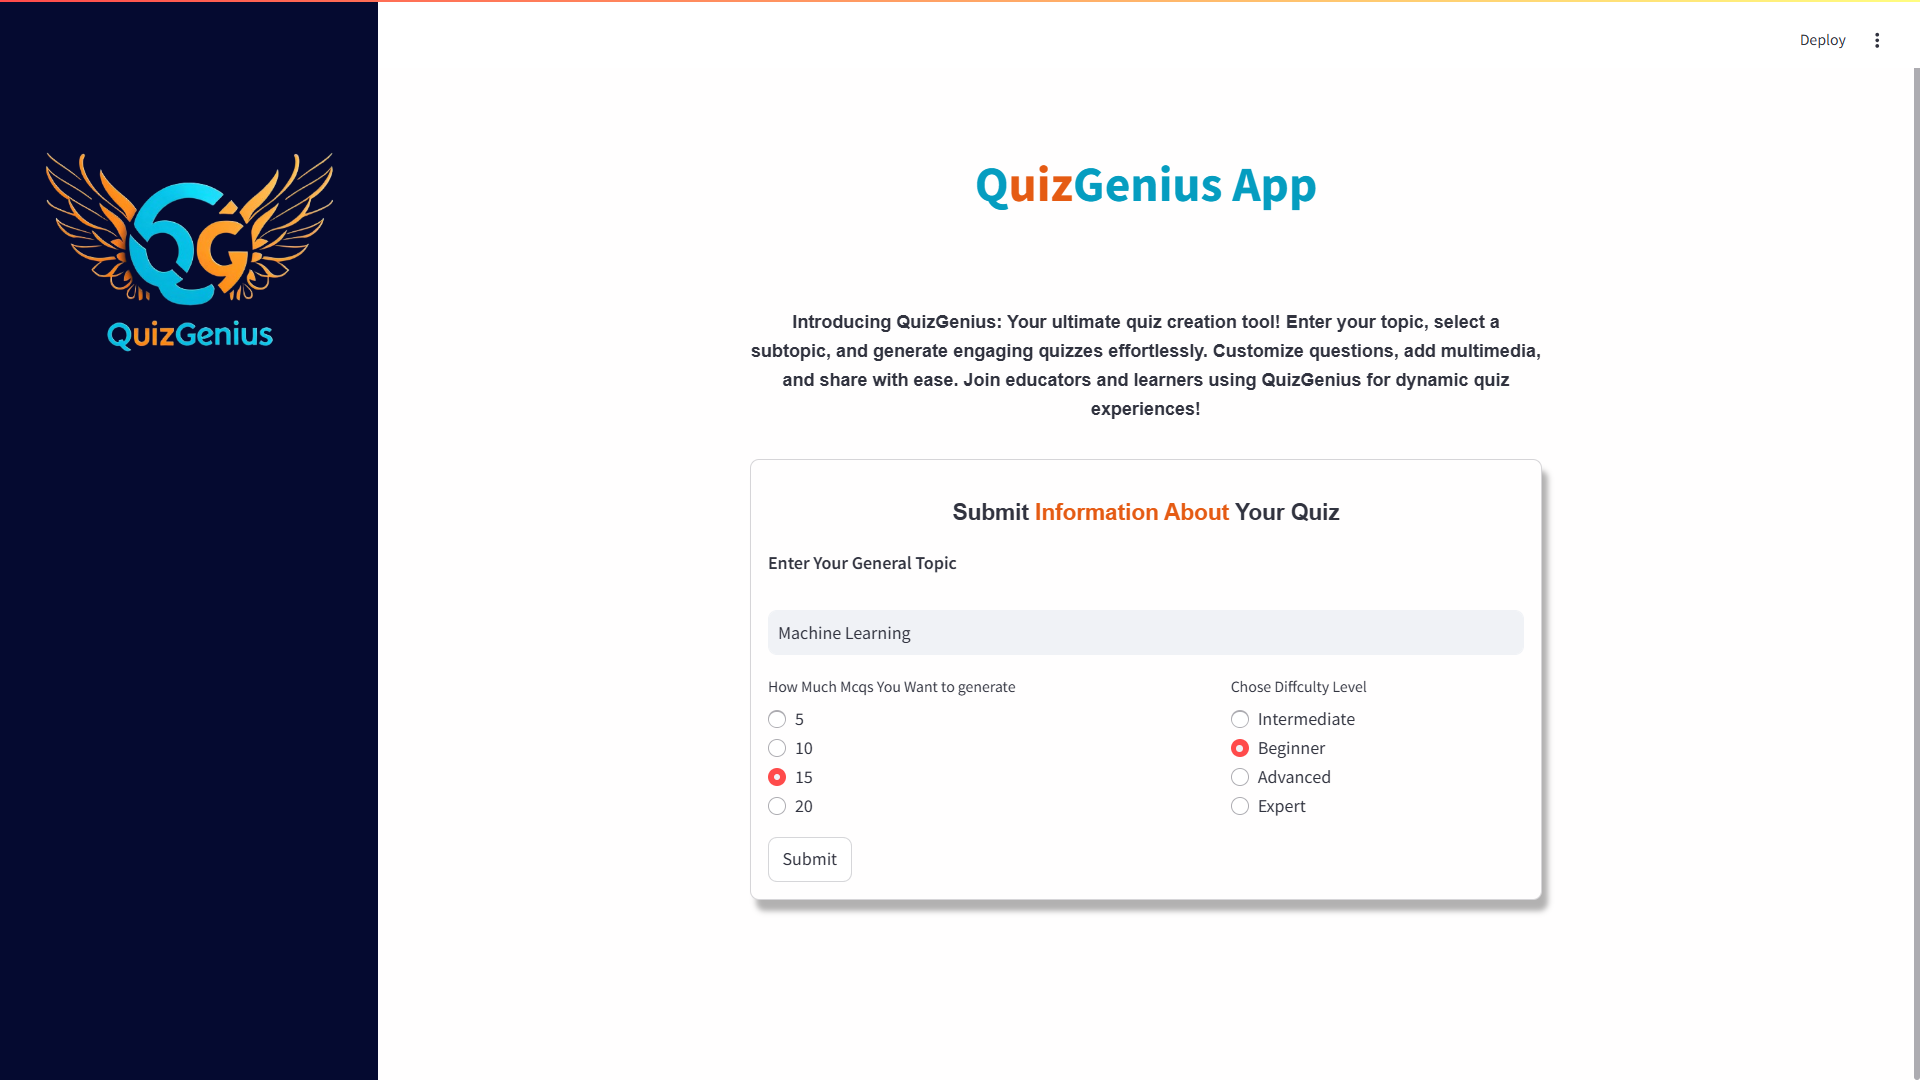 Deploy
QG
QuizGenius
QuizGenius App
Introducing QuizGenius: Your ultimate quiz creation tool! Enter your topic, select a
subtopic, and generate engaging quizzes effortlessly. Customize questions, add multimedia,
and share with ease. Join educators and learners using QuizGenius for dynamic quiz
experiences!
Submit Information About Your Quiz
Enter Your General Topic
Machine Learning
How Much Mcqs You Want to generate
5
10
15
20
Chose Diffculty Level
Intermediate
Beginner
Advanced
Expert
Submit